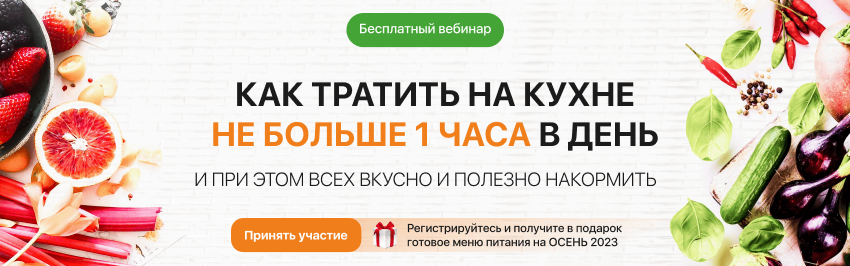 Бесплатный вебинар
КАК ТРАТИТЬ НА КУХНЕ
НЕ БОЛЬШЕ 1 ЧАСА В ДЕНЬ
И ПРИ ЭТОМ ВСЕХ ВКУСНО И ПОЛЕЗНО НАКОРМИТЬ
Принять участие
Регистрируйтесь и получите в подарок
готовое меню питания на ОСЕНЬ 2023